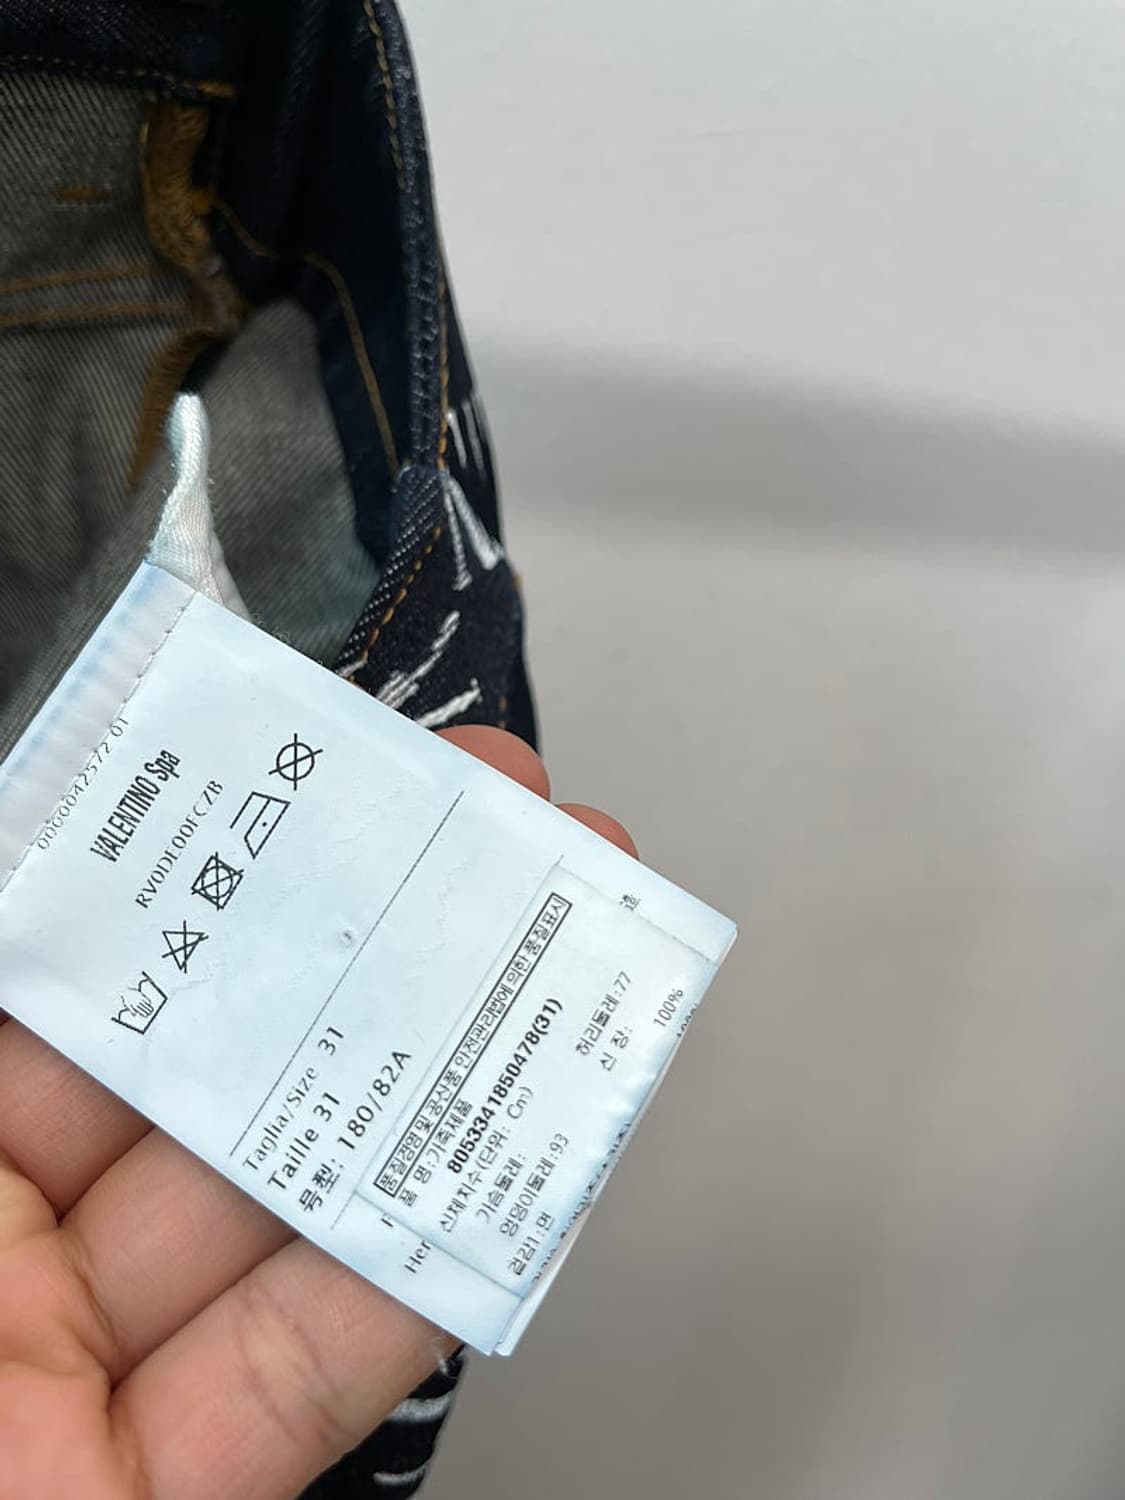 0000042572 01
VALENTINO Spa
RV0DE00FCZB
Taglia/Size 31
Taille 31
号型: 180/82A
품질경영 및 공산품 안전관리법에 의한 품질표시
품 명:가죽제품
8053341850478(31)
신체치수(단위: Cm)
가슴둘레: 허리둘레:77
엉덩이둘레:93 신 장:
겉감1:면 100%
100%
Her